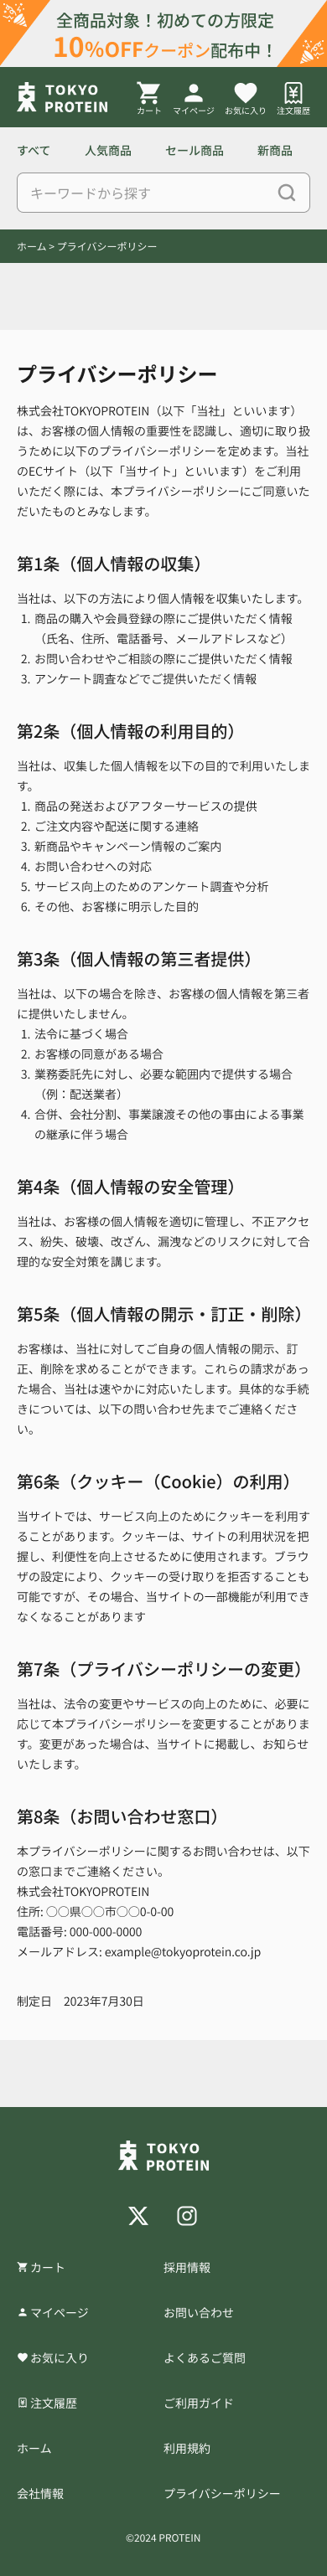 全商品対象！初めての方限定
10%OFFクーポン配布中！
TOKYO
PROTEIN
カート
マイページ
お気に入り
注文履歴
すべて
人気商品
セール商品
新商品
キーワードから探す
ホーム > プライバシーポリシー
プライバシーポリシー
株式会社TOKYOPROTEIN（以下「当社」といいます）
は、お客様の個人情報の重要性を認識し、適切に取り扱
うために以下のプライバシーポリシーを定めます。当社
のECサイト（以下「当サイト」といいます）をご利用
いただく際には、本プライバシーポリシーにご同意いた
だいたものとみなします。
第1条（個人情報の収集）
当社は、以下の方法により個人情報を収集いたします。
1. 商品の購入や会員登録の際にご提供いただく情報
（氏名、住所、電話番号、メールアドレスなど）
2. お問い合わせやご相談の際にご提供いただく情報
3. アンケート調査などでご提供いただく情報
第2条（個人情報の利用目的）
当社は、収集した個人情報を以下の目的で利用いたしま
す。
1. 商品の発送およびアフターサービスの提供
2. ご注文内容や配送に関する連絡
3. 新商品やキャンペーン情報のご案内
4. お問い合わせへの対応
5. サービス向上のためのアンケート調査や分析
6. その他、お客様に明示した目的
第3条（個人情報の第三者提供）
当社は、以下の場合を除き、お客様の個人情報を第三者
に提供いたしません。
1. 法令に基づく場合
2. お客様の同意がある場合
3. 業務委託先に対し、必要な範囲内で提供する場合
（例：配送業者）
4. 合併、会社分割、事業譲渡その他の事由による事業
の継承に伴う場合
第4条（個人情報の安全管理）
当社は、お客様の個人情報を適切に管理し、不正アクセ
ス、紛失、破壊、改ざん、漏洩などのリスクに対して合
理的な安全対策を講じます。
第5条（個人情報の開示・訂正・削除）
お客様は、当社に対してご自身の個人情報の開示、訂
正、削除を求めることができます。これらの請求があっ
た場合、当社は速やかに対応いたします。具体的な手続
きについては、以下の問い合わせ先までご連絡くださ
い。
第6条（クッキー（Cookie）の利用）
当サイトでは、サービス向上のためにクッキーを利用す
ることがあります。クッキーは、サイトの利用状況を把
握し、利便性を向上させるために使用されます。ブラウ
ザの設定により、クッキーの受け取りを拒否することも
可能ですが、その場合、当サイトの一部機能が利用でき
なくなることがあります
第7条（プライバシーポリシーの変更）
当社は、法令の変更やサービスの向上のために、必要に
応じて本プライバシーポリシーを変更することがありま
す。変更があった場合は、当サイトに掲載し、お知らせ
いたします。
第8条（お問い合わせ窓口）
本プライバシーポリシーに関するお問い合わせは、以下
の窓口までご連絡ください。
株式会社TOKYOPROTEIN
住所: 〇〇県〇〇市〇〇0-0-00
電話番号: 000-000-0000
メールアドレス: example@tokyoprotein.co.jp
制定日　2023年7月30日
TOKYO
PROTEIN
カート
採用情報
マイページ
お問い合わせ
お気に入り
よくあるご質問
注文履歴
ご利用ガイド
ホーム
利用規約
会社情報
プライバシーポリシー
©2024 PROTEIN